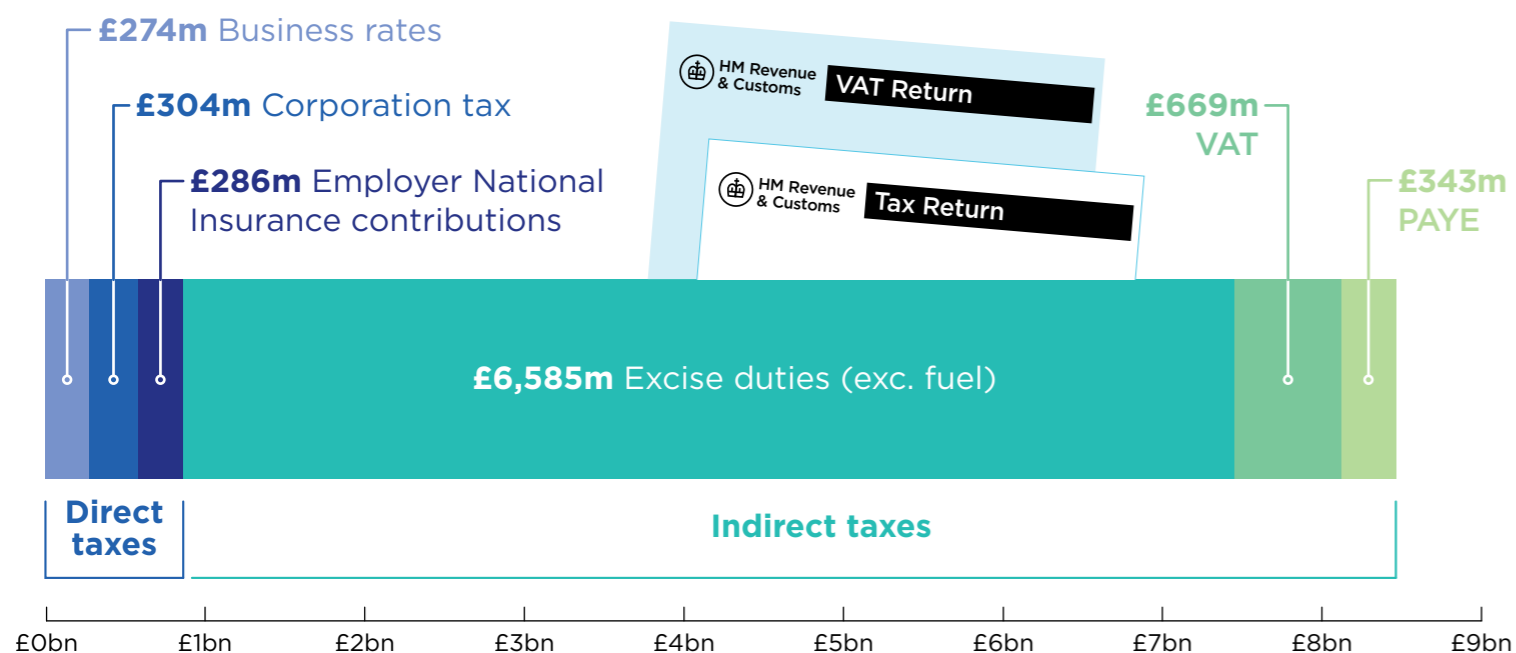 £274m Business rates
£304m Corporation tax
£286m Employer National
Insurance contributions
HM Revenue
& Customs
VAT Return
HM Revenue
& Customs
Tax Return
£669m
VAT
£343m
PAYE
£6,585m Excise duties (exc. fuel)
Direct
taxes
Indirect taxes
£0bn £1bn £2bn £3bn £4bn £5bn £6bn £7bn £8bn £9bn